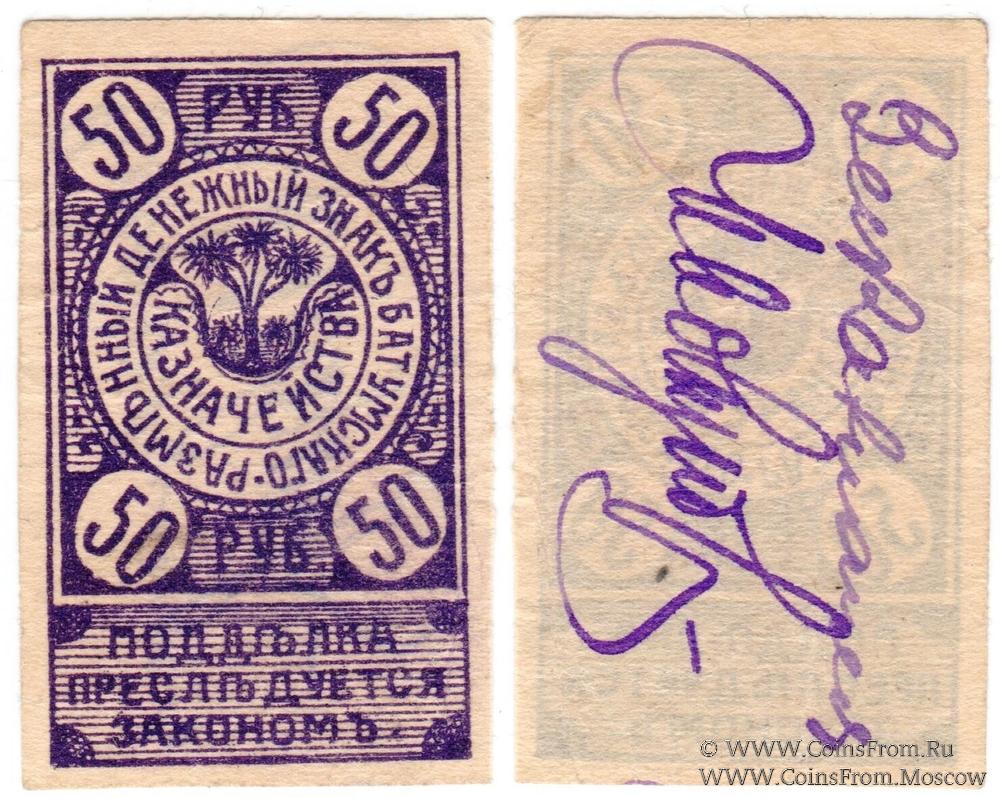 50 РУБ. 50
РАЗМѢННЫЙ ДЕНЕЖНЫЙ ЗНАКЪ БАТУМСКАГО
КАЗНАЧЕИСТВА
50 РУБ. 50
ПОДДѢЛКА
ПРЕСЛѢДУЕТСЯ
ЗАКОНОМЪ
© WWW.CoinsFrom.Ru
WWW.CoinsFrom.Moscow